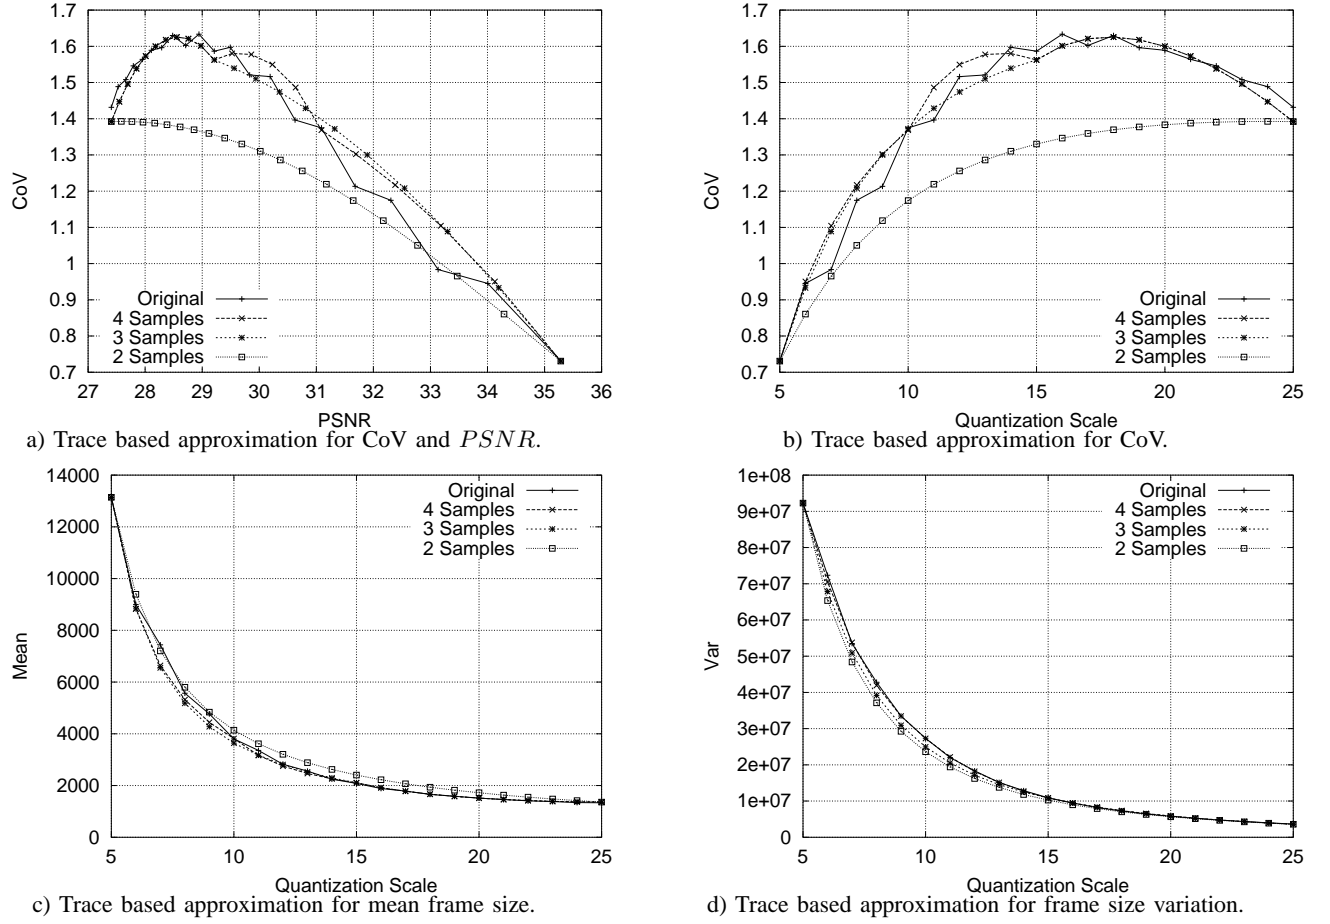 1.7
1.6
1.5
1.4
1.3
1.2
1.1
1
0.9
0.8
0.7
CoV
Original
4 Samples
3 Samples
2 Samples
27 28 29 30 31 32 33 34 35 36
PSNR
a) Trace based approximation for CoV and PSNR.
1.7
1.6
1.5
1.4
1.3
1.2
1.1
1
0.9
0.8
0.7
CoV
Original
4 Samples
3 Samples
2 Samples
5 10 15 20 25
Quantization Scale
b) Trace based approximation for CoV.
14000
12000
10000
8000
6000
4000
2000
0
Mean
Original
4 Samples
3 Samples
2 Samples
5 10 15 20 25
Quantization Scale
c) Trace based approximation for mean frame size.
1e+08
9e+07
8e+07
7e+07
6e+07
5e+07
4e+07
3e+07
2e+07
1e+07
0
Var
Original
4 Samples
3 Samples
2 Samples
5 10 15 20 25
Quantization Scale
d) Trace based approximation for frame size variation.